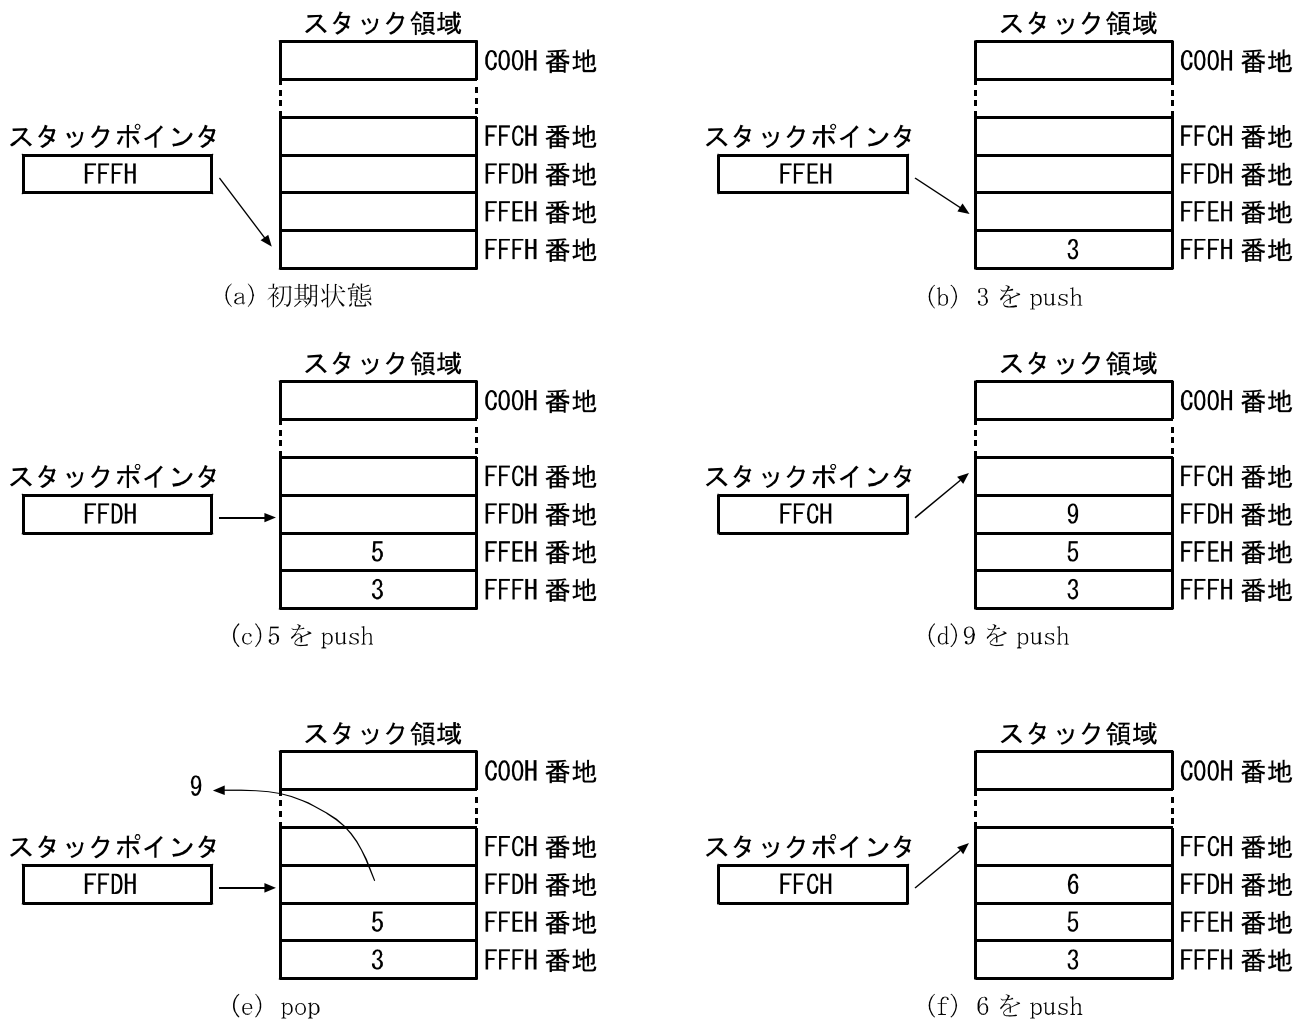 スタック領域
C00H 番地
スタックポインタ
FFCH 番地
FFFH
FFDH 番地
FFEH 番地
FFFH 番地
(a) 初期状態
スタック領域
C00H 番地
スタックポインタ
FFCH 番地
FFEH
FFDH 番地
FFEH 番地
3
FFFH 番地
(b) 3 を push
スタック領域
C00H 番地
スタックポインタ
FFCH 番地
FFDH
FFDH 番地
5
FFEH 番地
3
FFFH 番地
(c)5 を push
スタック領域
C00H 番地
スタックポインタ
FFCH 番地
FFCH
9
FFDH 番地
5
FFEH 番地
3
FFFH 番地
(d)9 を push
スタック領域
C00H 番地
9
スタックポインタ
FFCH 番地
FFDH
FFDH 番地
5
FFEH 番地
3
FFFH 番地
(e) pop
スタック領域
C00H 番地
スタックポインタ
FFCH 番地
FFCH
6
FFDH 番地
5
FFEH 番地
3
FFFH 番地
(f) 6 を push